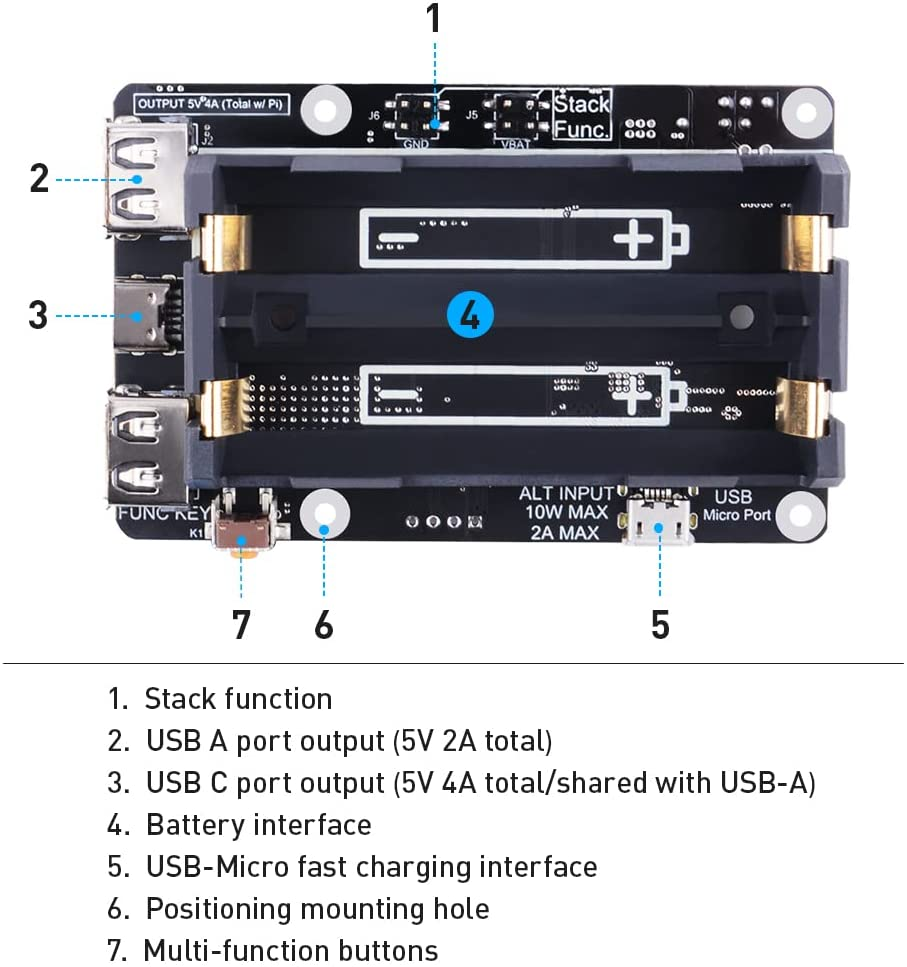 1
OUTPUT 5V 4A (Total w/ Pi)
J6
J5
Stack
Func.
J2
GND
VBAT
2
3
4
ALT INPUT
10W MAX
2A MAX
USB
Micro Port
FUNC KEY
K1
7
6
5
1. Stack function
2. USB A port output (5V 2A total)
3. USB C port output (5V 4A total/shared with USB-A)
4. Battery interface
5. USB-Micro fast charging interface
6. Positioning mounting hole
7. Multi-function buttons